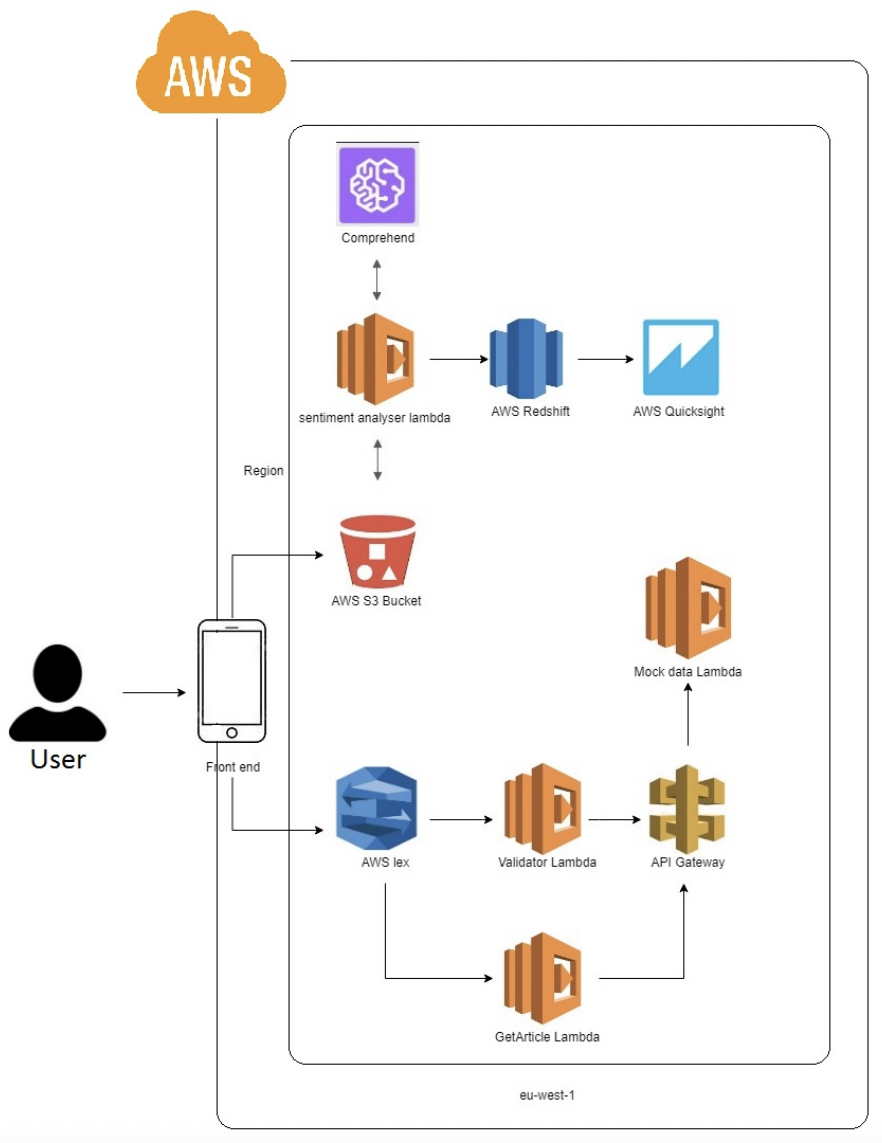 AWS
Comprehend
sentiment analyser lambda
AWS Redshift
AWS Quicksight
Region
AWS S3 Bucket
Mock data Lambda
User
Front end
AWS lex
Validator Lambda
API Gateway
GetArticle Lambda
eu-west-1